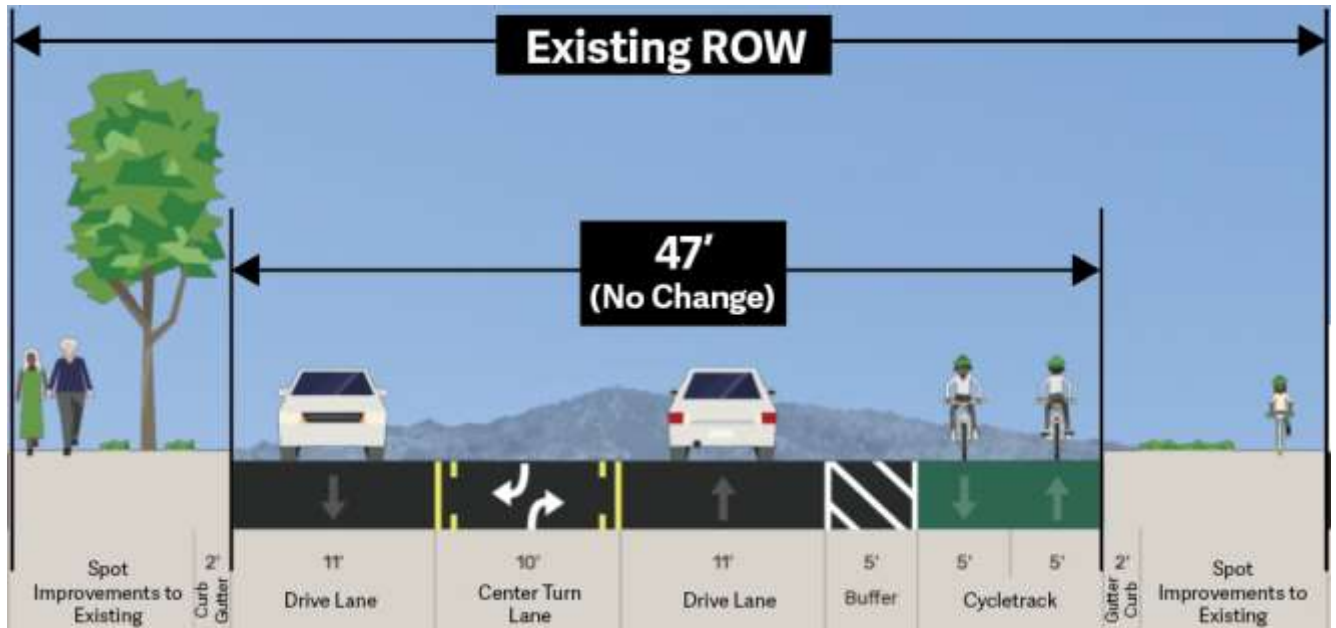 Existing ROW
47'
(No Change)
2'
11'
10'
11'
5'
5'
5'
2'
Spot
Improvements to
Existing
Curb
Gutter
Drive Lane
Center Turn
Lane
Drive Lane
Buffer
Cycletrack
Gutter
Curb
Spot
Improvements to
Existing